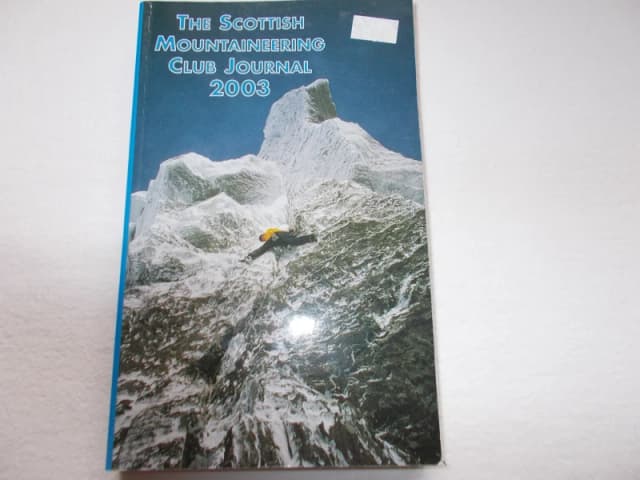 The Scottish
Mountaineering
Club Journal
2003